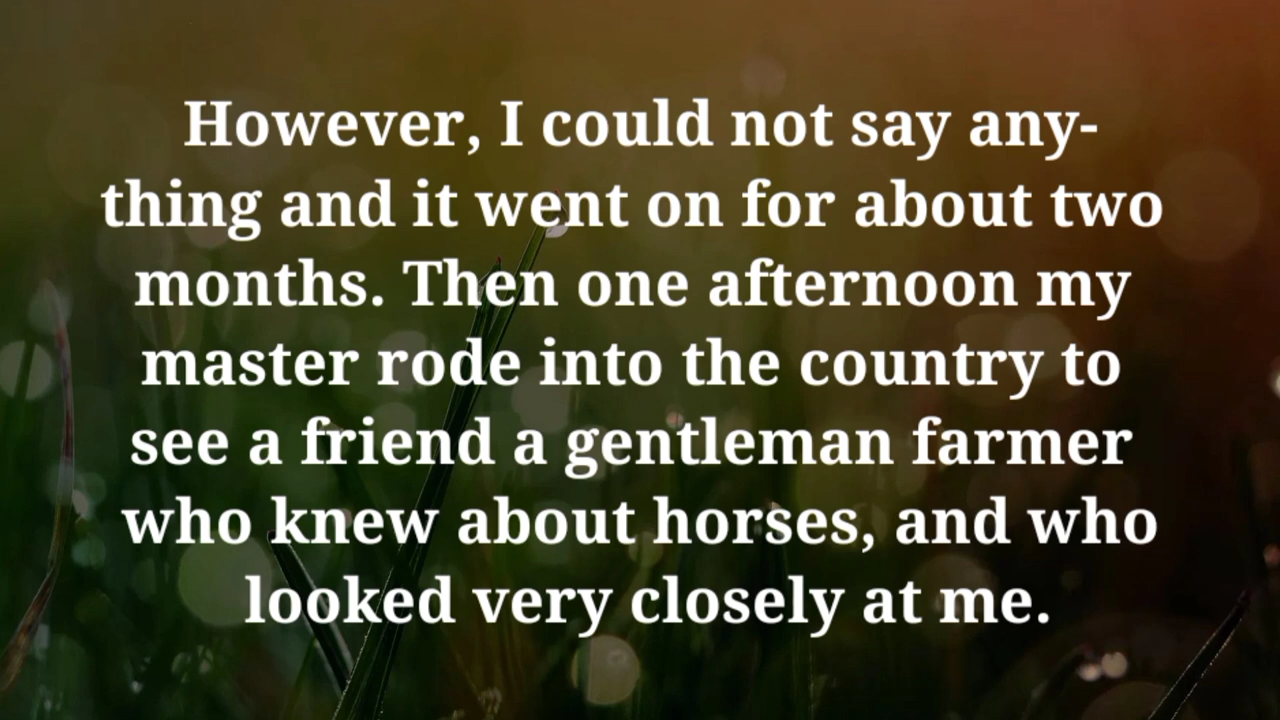 However, I could not say any-
thing and it went on for about two
months. Then one afternoon my
master rode into the country to
see a friend a gentleman farmer
who knew about horses, and who
looked very closely at me.